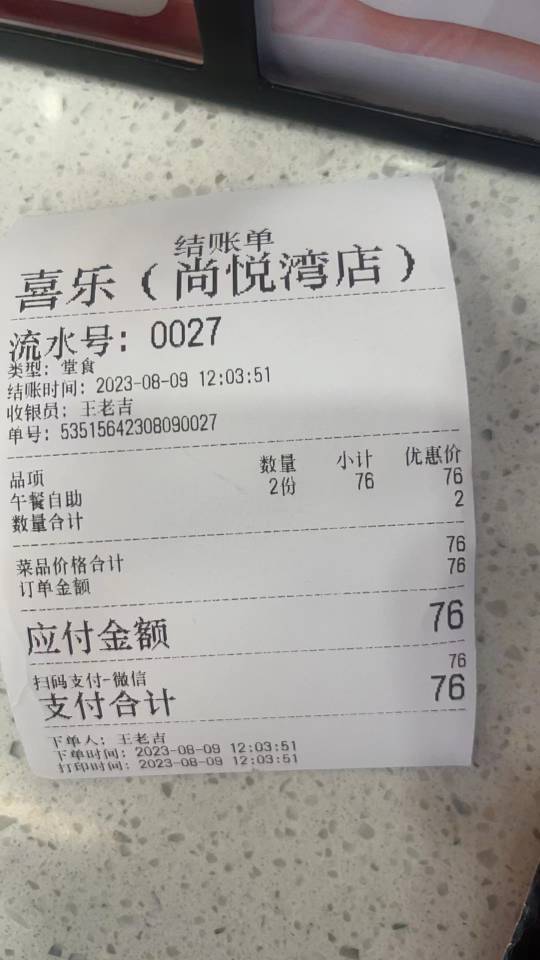 结账单
喜乐（尚悦湾店）
流水号: 0027
类型: 堂食
结账时间: 2023-08-09 12:03:51
收银员: 王老吉
单号: 53515642308090027
品项 数量 小计 优惠价
午餐自助 2份 76 76
数量合计 2
菜品价格合计 76
订单金额 76
应付金额 76
扫码支付-微信 76
支付合计 76
下单人: 王老吉
下单时间: 2023-08-09 12:03:51
打印时间: 2023-08-09 12:03:51